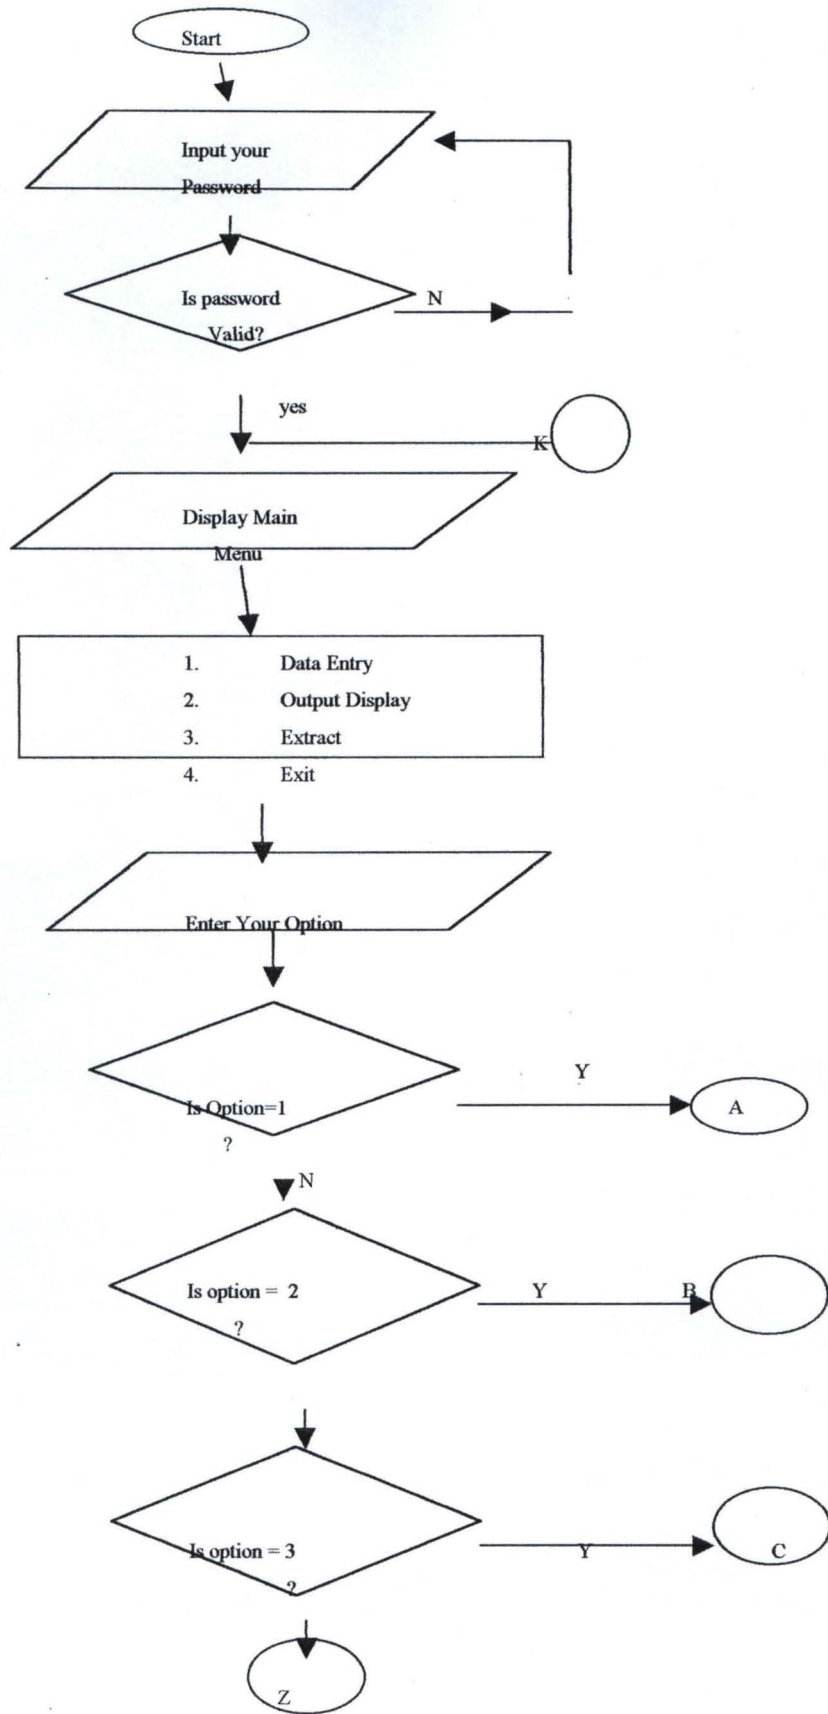 Start
Input your
Password
Is password
Valid?
N
yes
K
Display Main
Menu
1. Data Entry
2. Output Display
3. Extract
4. Exit
Enter Your Option
Is Option=1
?
Y
A
N
Is option = 2
?
Y
B
Is option = 3
?
Y
C
Z